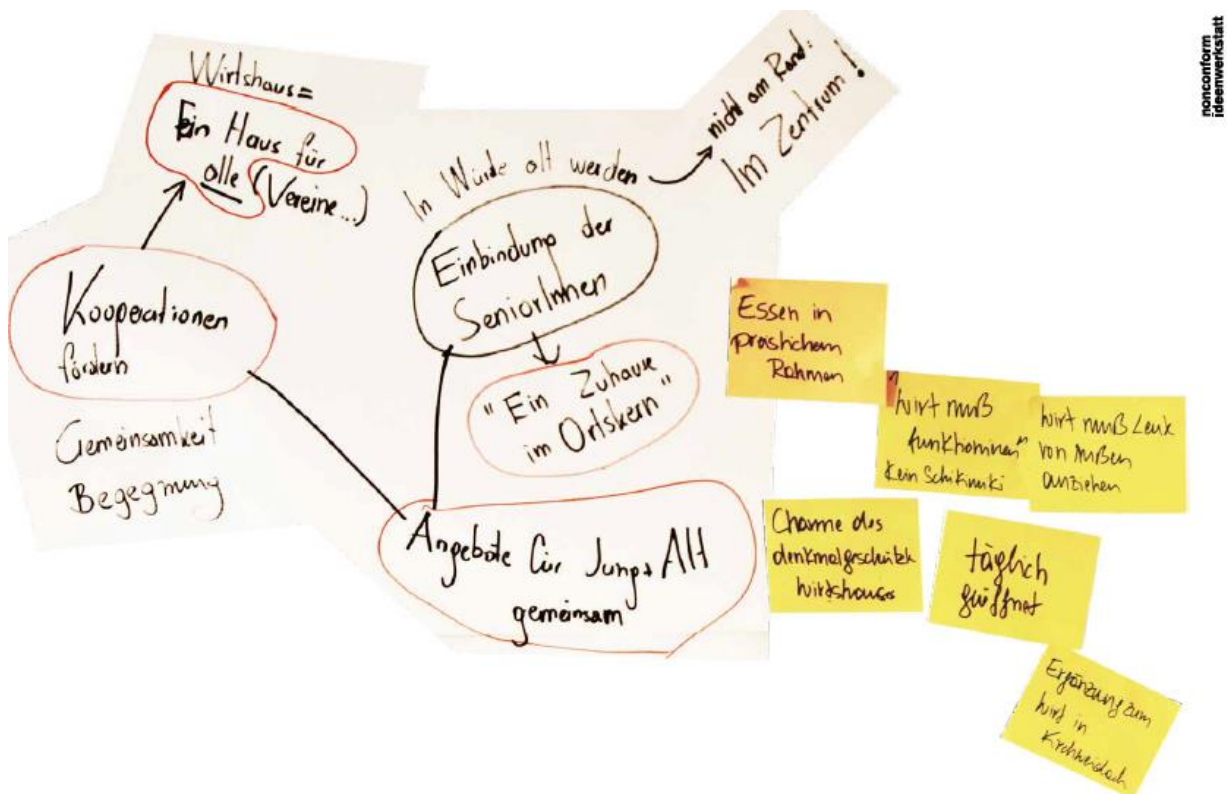 Wirtshaus=
Ein Haus für
alle (Vereine...)
Kooperationen
fördern
Gemeinsamkeit
Begegnung
In Würde alt werden
nicht am Rand:
Im Zentrum!
Einbindung der
SeniorInnen
"Ein Zuhause
im Ortskern"
Angebote für Jung+Alt
gemeinsam
Essen in
Rahmen
"Wirt muß
funktionieren"
kein Schikimiki
Wirt muß Leute
von Außen
anziehen
Charme des
denkmalgeschützten
Wirtshauses
täglich
geöffnet
Ergänzung zum
Wirt in
Kirchweidach
nonconform
ideenwerkstatt